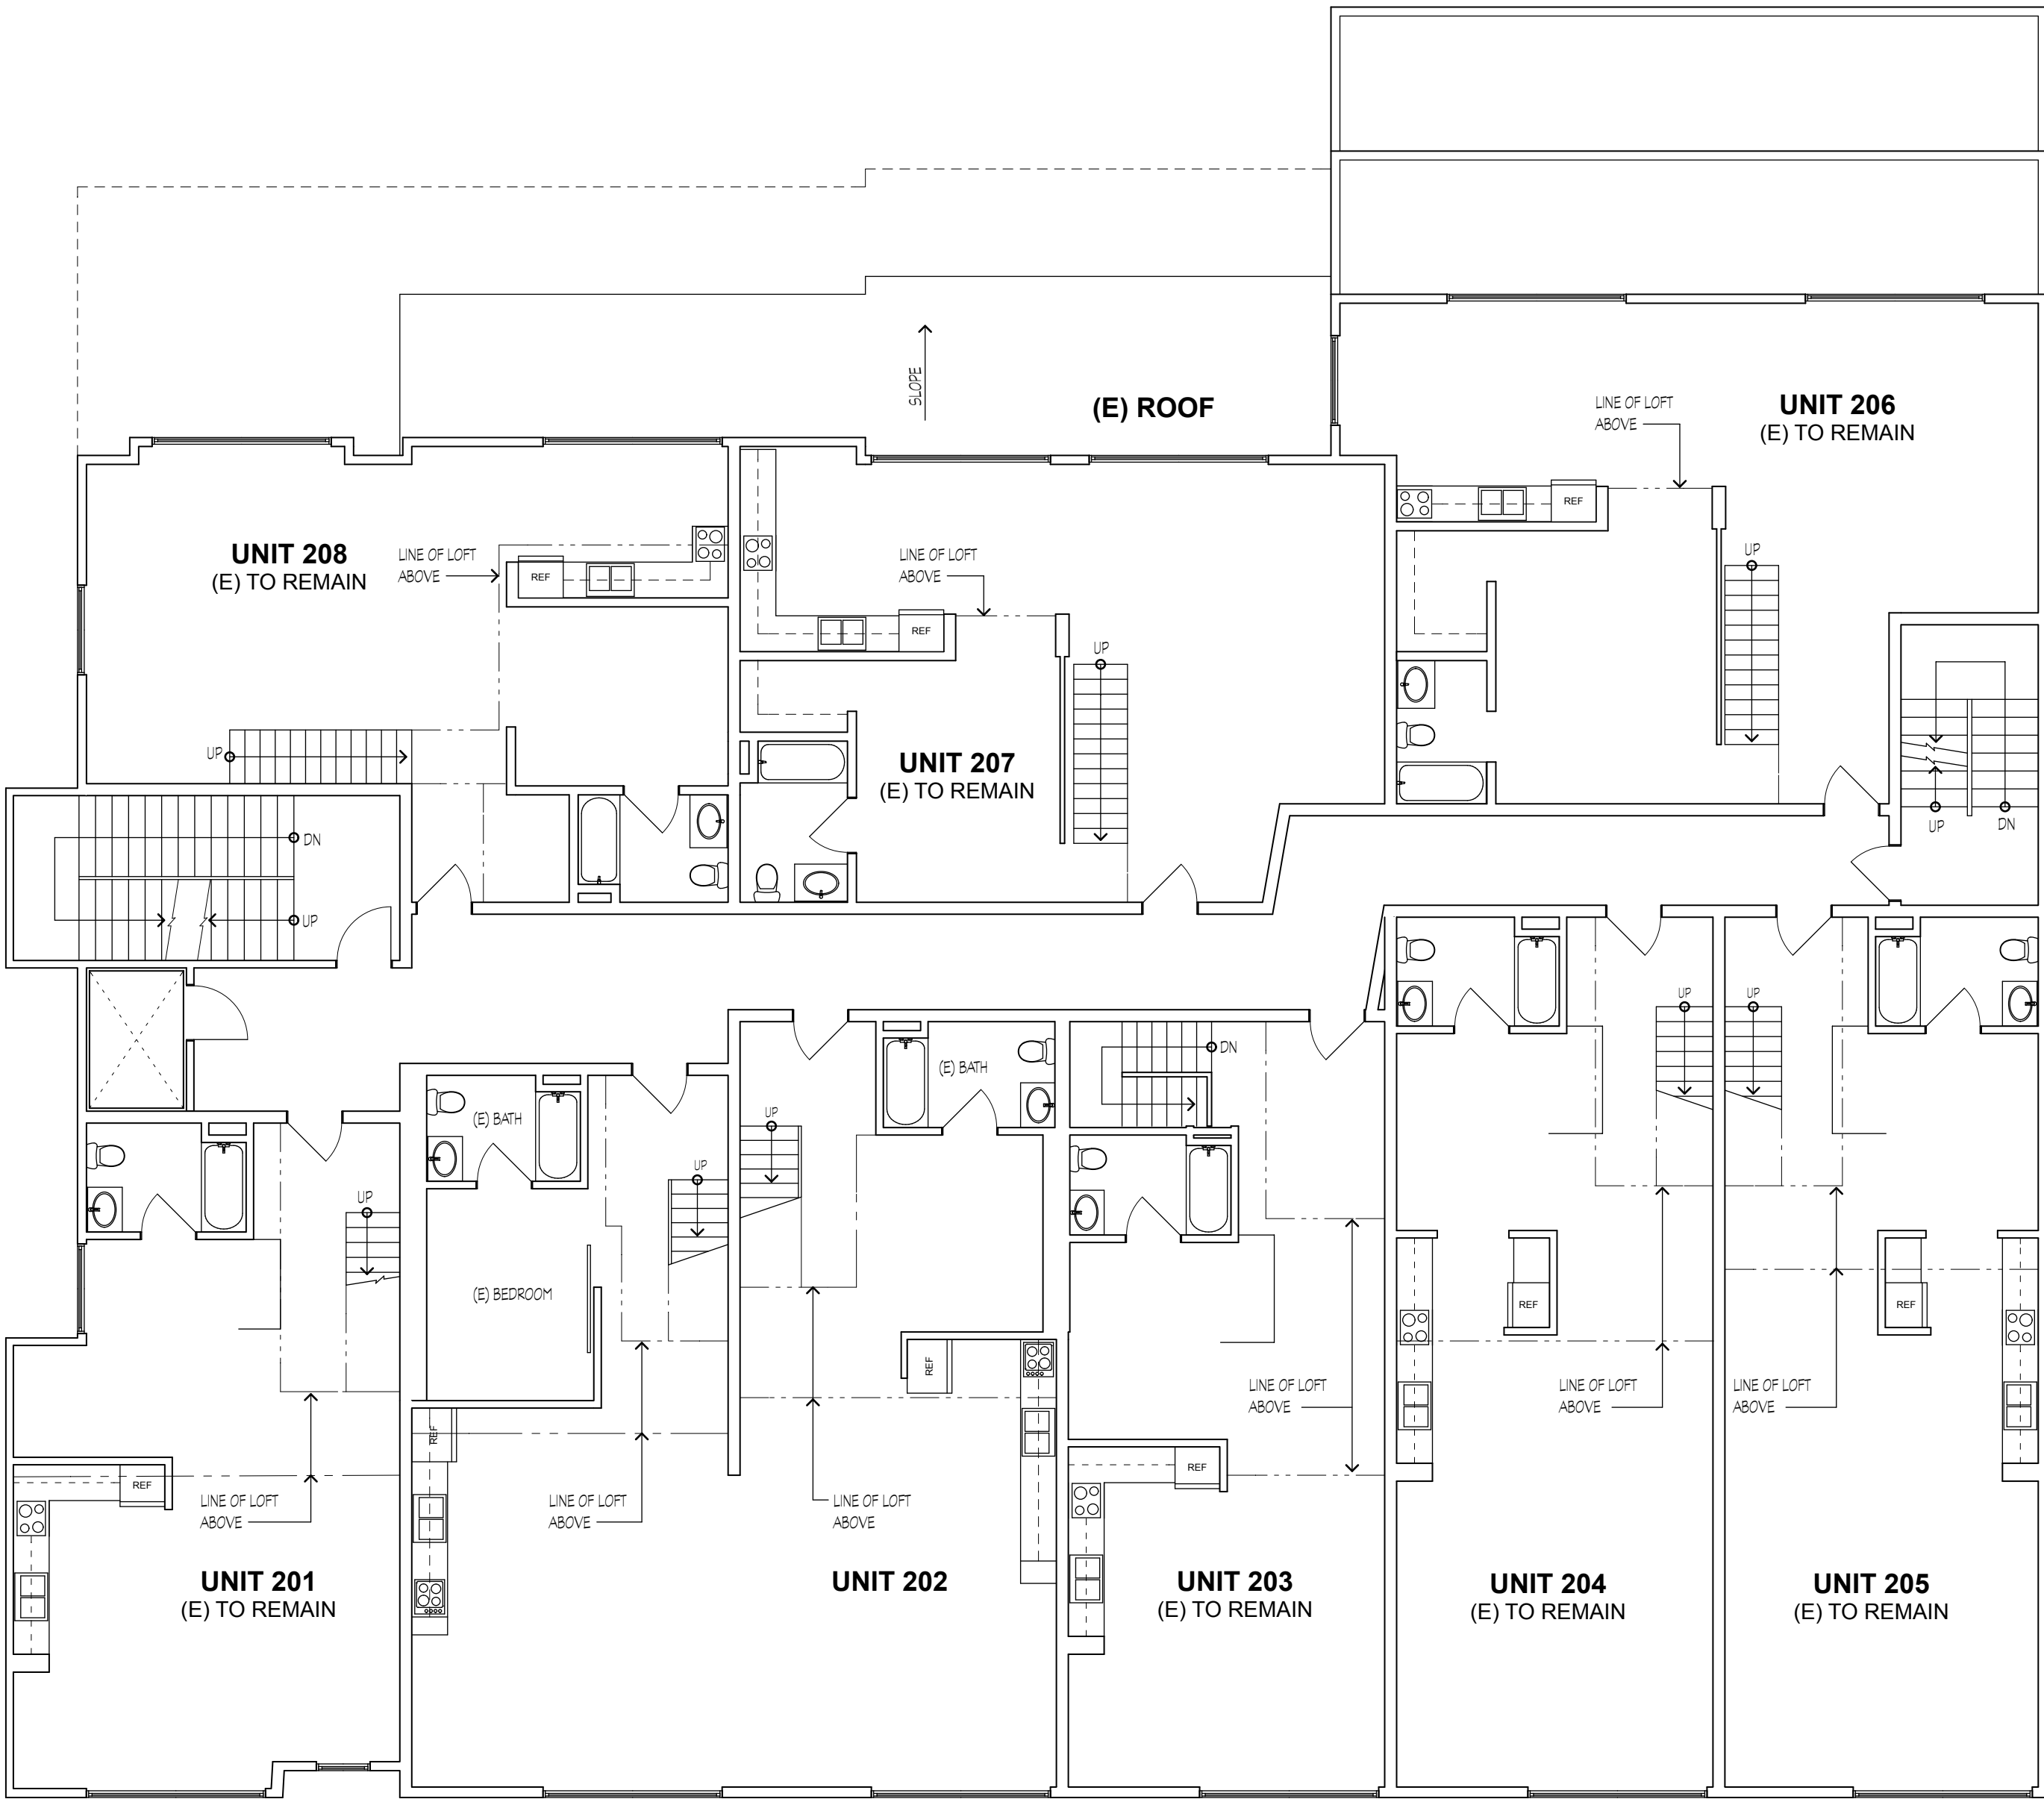 SLOPE
(E) ROOF
LINE OF LOFT
ABOVE
UNIT 206
(E) TO REMAIN
REF
UP
UNIT 208
(E) TO REMAIN
LINE OF LOFT
ABOVE
REF
LINE OF LOFT
ABOVE
REF
UP
UP
UNIT 207
(E) TO REMAIN
UP
DN
DN
UP
UP
UP
DN
(E) BATH
(E) BATH
UP
UP
UP
(E) BEDROOM
REF
REF
REF
LINE OF LOFT
ABOVE
LINE OF LOFT
ABOVE
LINE OF LOFT
ABOVE
REF
REF
REF
LINE OF LOFT
ABOVE
LINE OF LOFT
ABOVE
LINE OF LOFT
ABOVE
UNIT 201
(E) TO REMAIN
UNIT 202
UNIT 203
(E) TO REMAIN
UNIT 204
(E) TO REMAIN
UNIT 205
(E) TO REMAIN